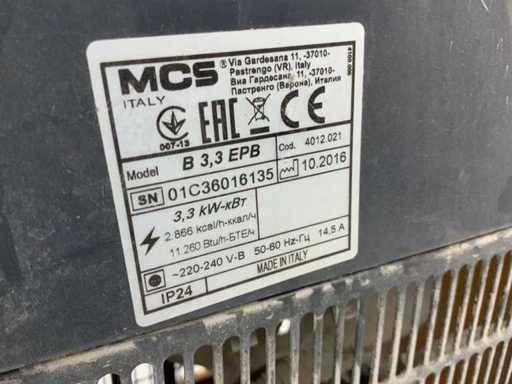 MCS ® Via Gardesana 11, -37010-
Pastrengo (VR), Italy
Виа Гардесана 11, -37010-
Пастренго (Верона), Италия
ITALY
4100.006
007-13
EAC CE
Model B 3,3 EPB Cod. 4012.021
SN 01C36016135 10.2016
3,3 kW-кВт
2.866 kcal/h-ккал/ч
11.260 Btu/h-БТЕ/ч
~220-240 V-В 50-60 Hz-Гц 14,5 A
IP24 MADE IN ITALY